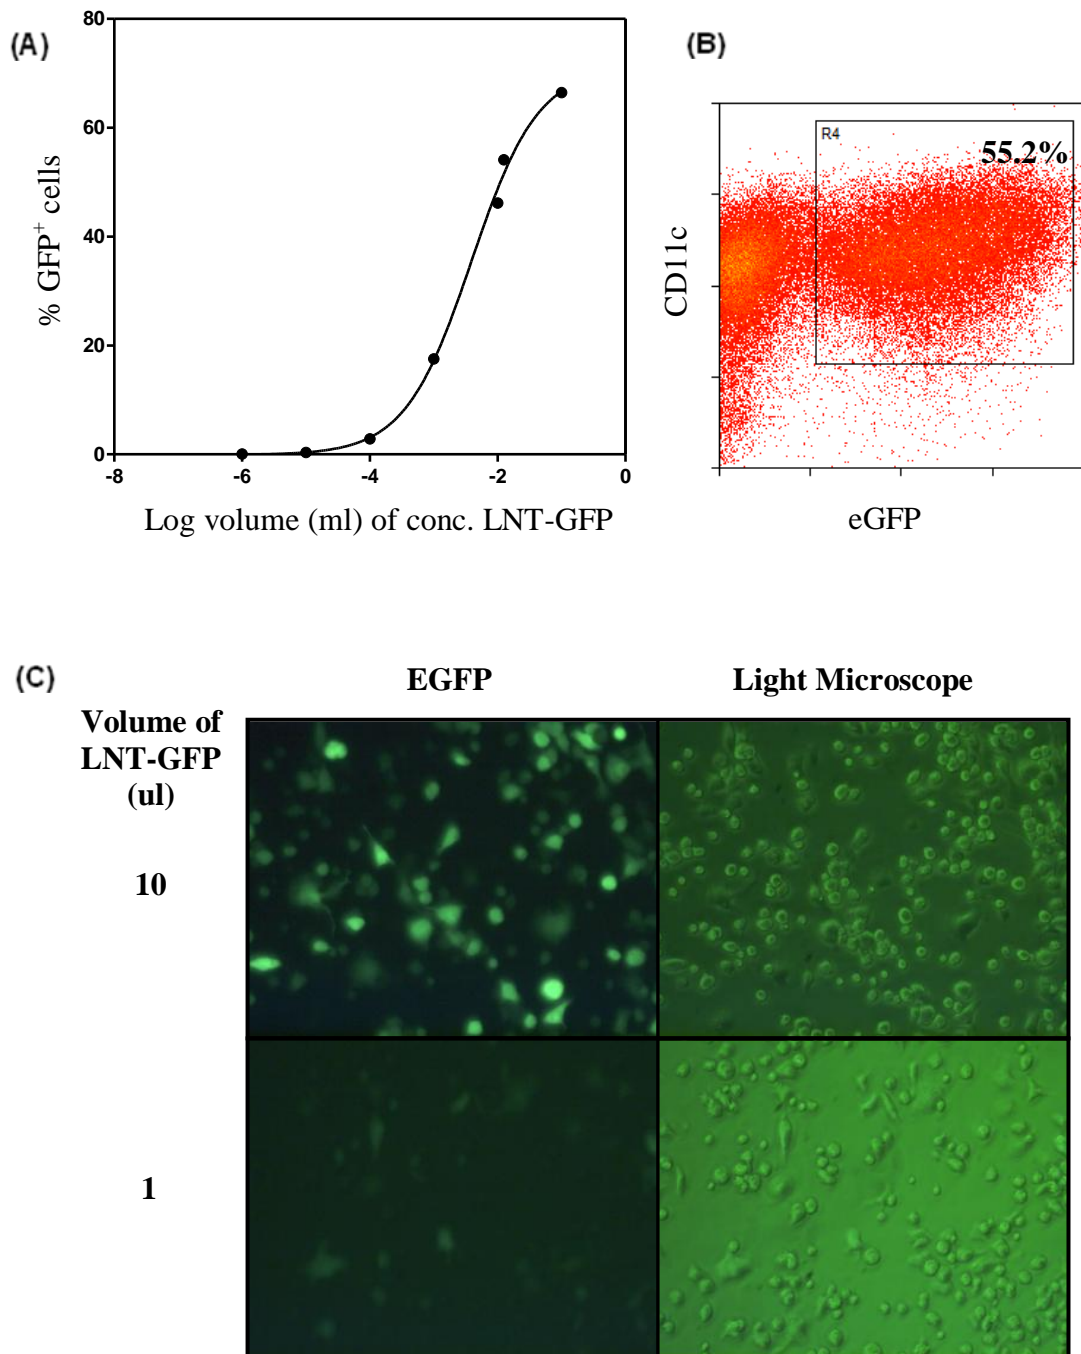 (A)
80
60
40
20
0
% GFP+ cells
-8 -6 -4 -2 0
Log volume (ml) of conc. LNT-GFP
(B)
R4
55.2%
CD11c
eGFP
(C)
EGFP Light Microscope
Volume of
LNT-GFP
(ul)
10
1